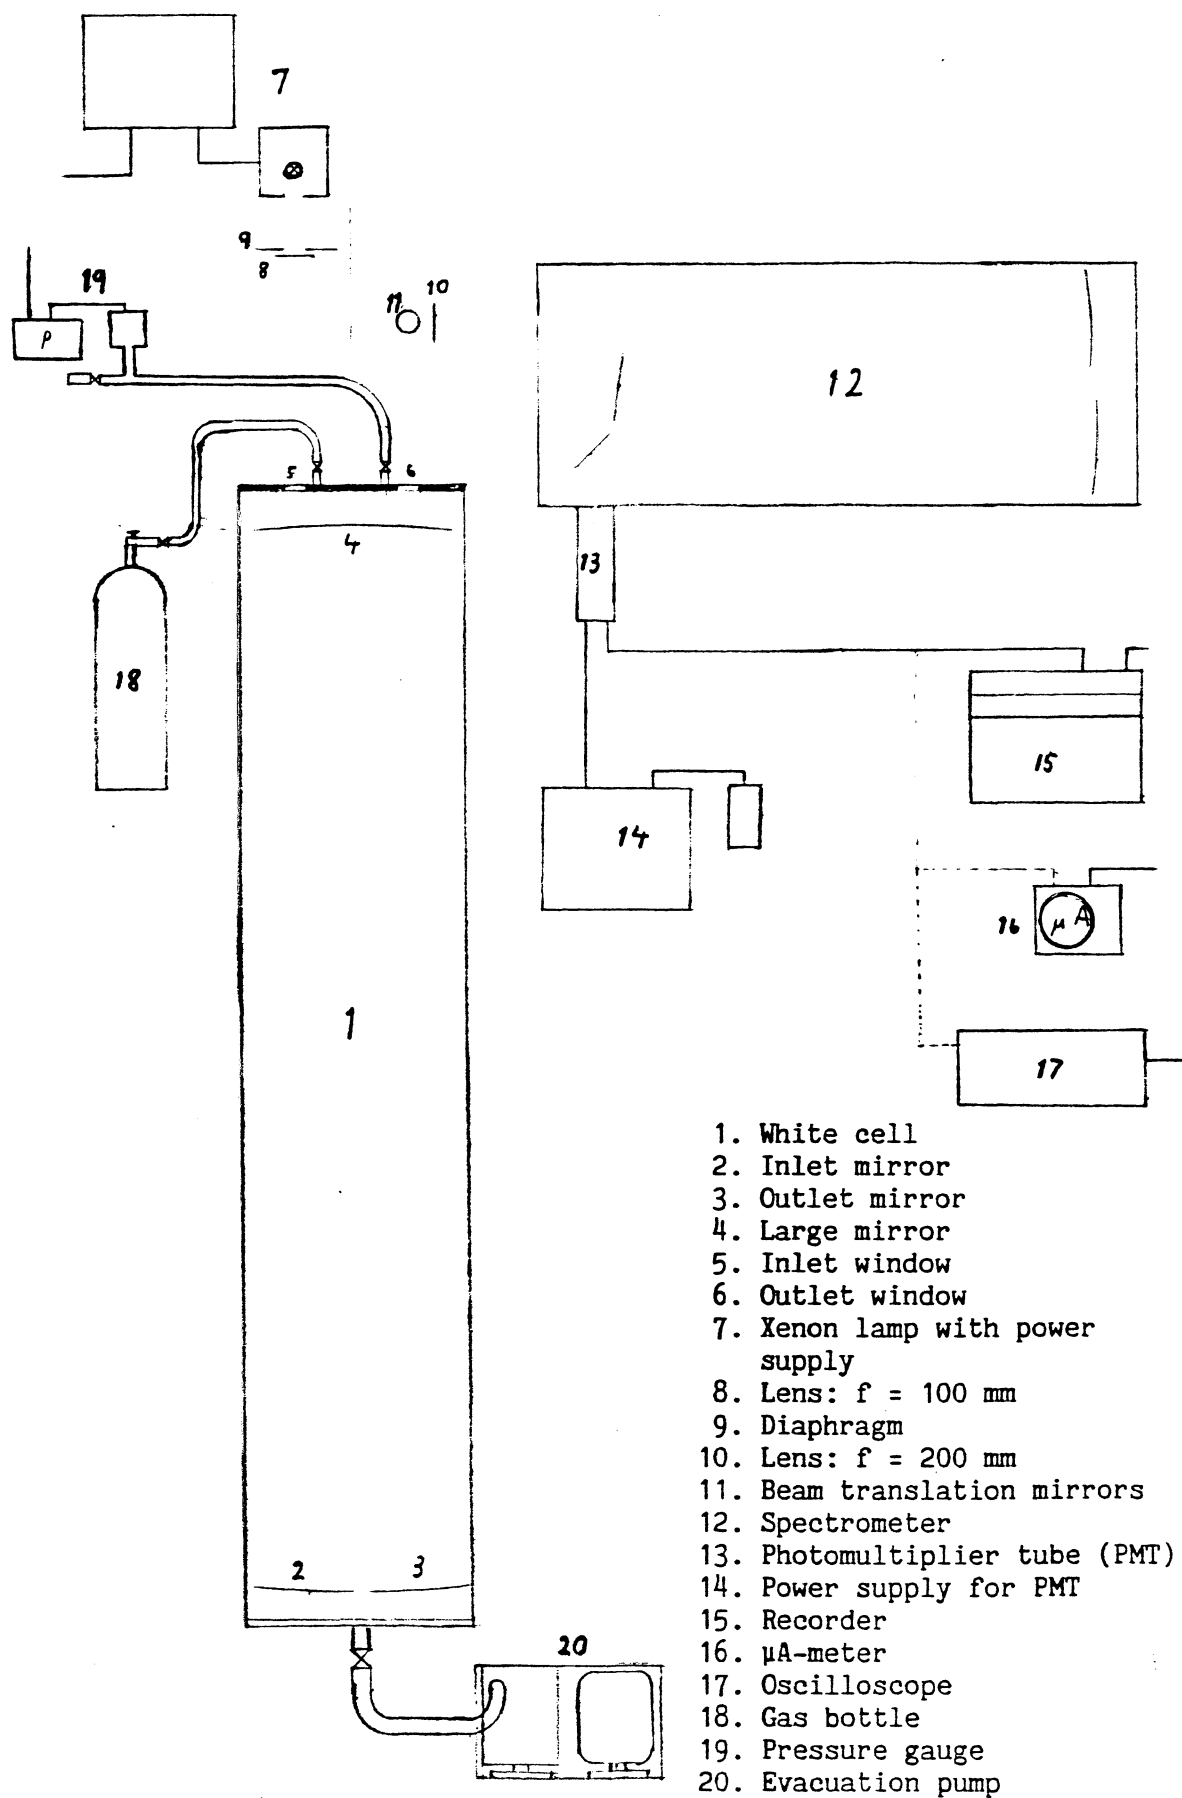 7
9
8
19
11
10
P
12
5
6
4
13
18
15
14
16
μA
1
17
1. White cell
2. Inlet mirror
3. Outlet mirror
4. Large mirror
5. Inlet window
6. Outlet window
7. Xenon lamp with power
supply
8. Lens: f = 100 mm
9. Diaphragm
10. Lens: f = 200 mm
11. Beam translation mirrors
12. Spectrometer
13. Photomultiplier tube (PMT)
14. Power supply for PMT
15. Recorder
16. μA-meter
17. Oscilloscope
18. Gas bottle
19. Pressure gauge
20. Evacuation pump
2
3
20